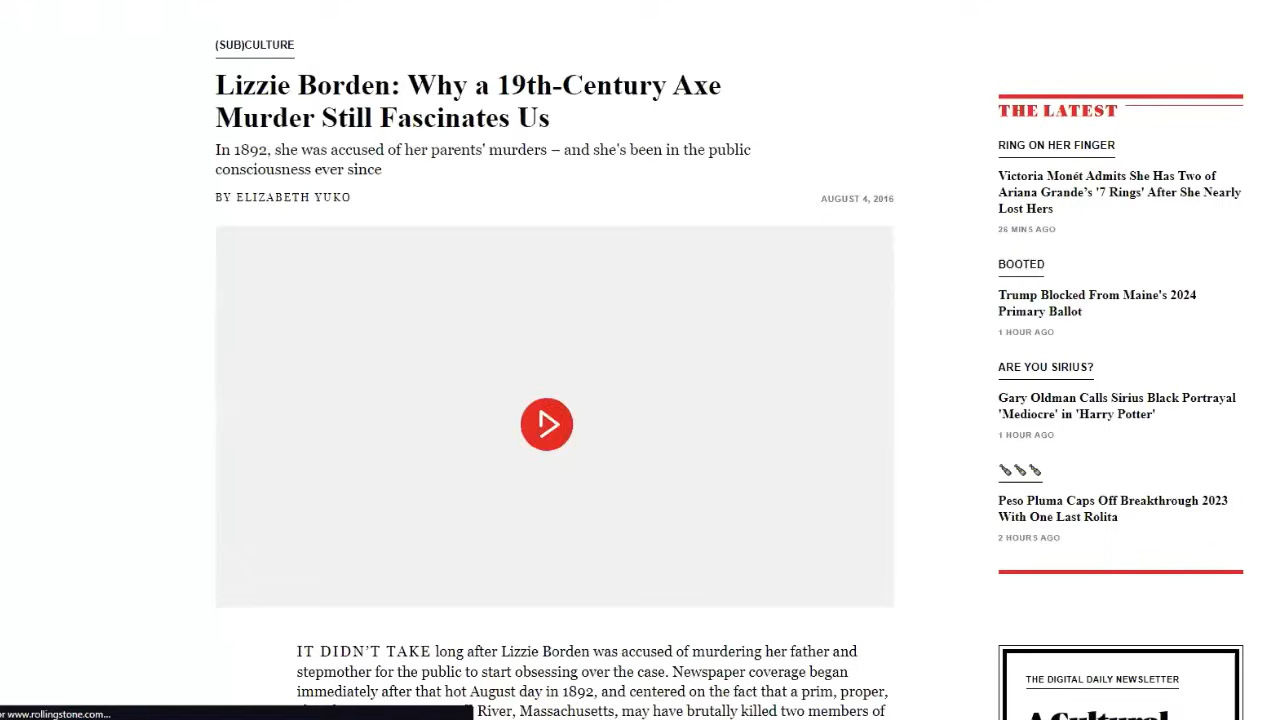 (SUB)CULTURE
Lizzie Borden: Why a 19th-Century Axe
Murder Still Fascinates Us
In 1892, she was accused of her parents' murders – and she's been in the public
consciousness ever since
BY ELIZABETH YUKO
AUGUST 4, 2016
IT DIDN'T TAKE long after Lizzie Borden was accused of murdering her father and
stepmother for the public to start obsessing over the case. Newspaper coverage began
immediately after that hot August day in 1892, and centered on the fact that a prim, proper,
River, Massachusetts, may have brutally killed two members of
www.rollingstone.com...
THE LATEST
RING ON HER FINGER
Victoria Monét Admits She Has Two of
Ariana Grande's '7 Rings' After She Nearly
Lost Hers
26 MINS AGO
BOOTED
Trump Blocked From Maine's 2024
Primary Ballot
1 HOUR AGO
ARE YOU SIRIUS?
Gary Oldman Calls Sirius Black Portrayal
'Mediocre' in 'Harry Potter'
1 HOUR AGO
Peso Pluma Caps Off Breakthrough 2023
With One Last Rolita
2 HOURS AGO
THE DIGITAL DAILY NEWSLETTER
A Cultural